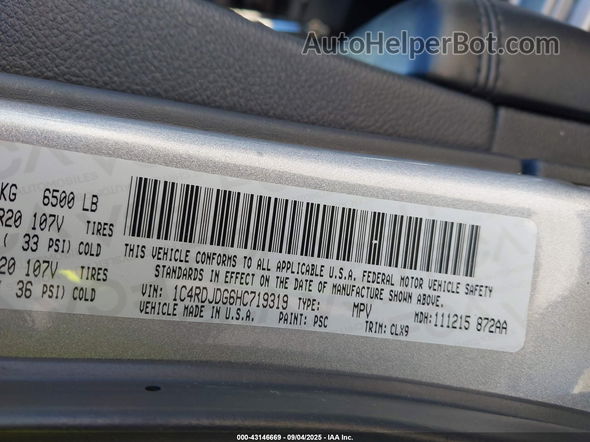 AutoHelperBot.com
KG 6500 LB
R20 107V TIRES
( 33 PSI) COLD
20 107V TIRES
( 36 PSI) COLD
THIS VEHICLE CONFORMS TO ALL APPLICABLE U.S.A. FEDERAL MOTOR VEHICLE SAFETY
STANDARDS IN EFFECT ON THE DATE OF MANUFACTURE SHOWN ABOVE.
VIN: 1C4RDJDG6HC719319 TYPE: MPV MDH: 111215 872AA
VEHICLE MADE IN U.S.A. PAINT: PSC TRIM: CLX9
000-43146669 - 09/04/2025 - IAA Inc.